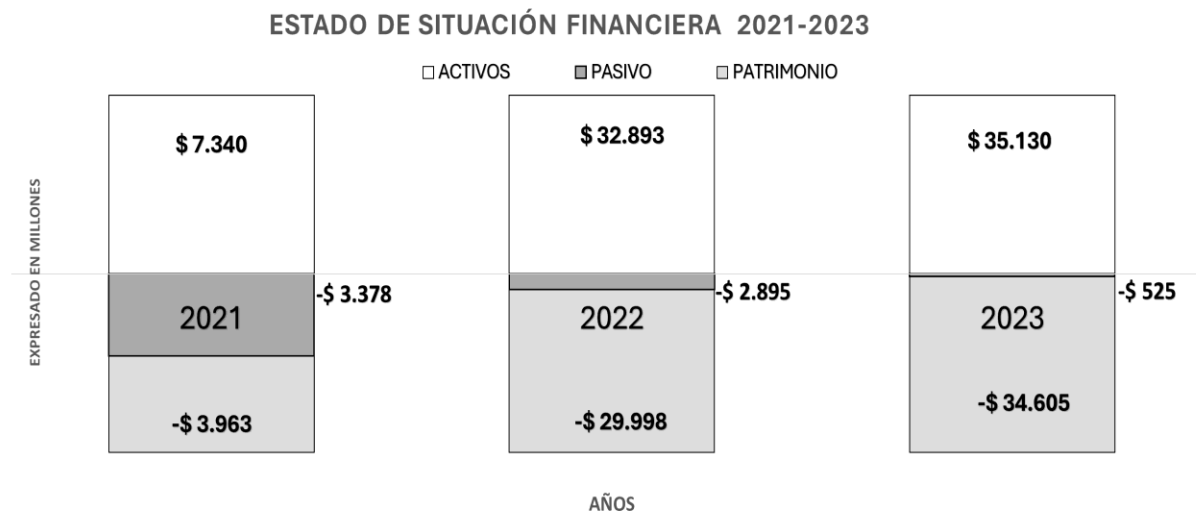 ESTADO DE SITUACIÓN FINANCIERA 2021-2023
ACTIVOS PASIVO PATRIMONIO
$ 7.340 $ 32.893 $ 35.130
EXPRESADO EN MILLONES
-$ 3.378 -$ 2.895 -$ 525
2021 2022 2023
-$ 3.963 -$ 29.998 -$ 34.605
AÑOS